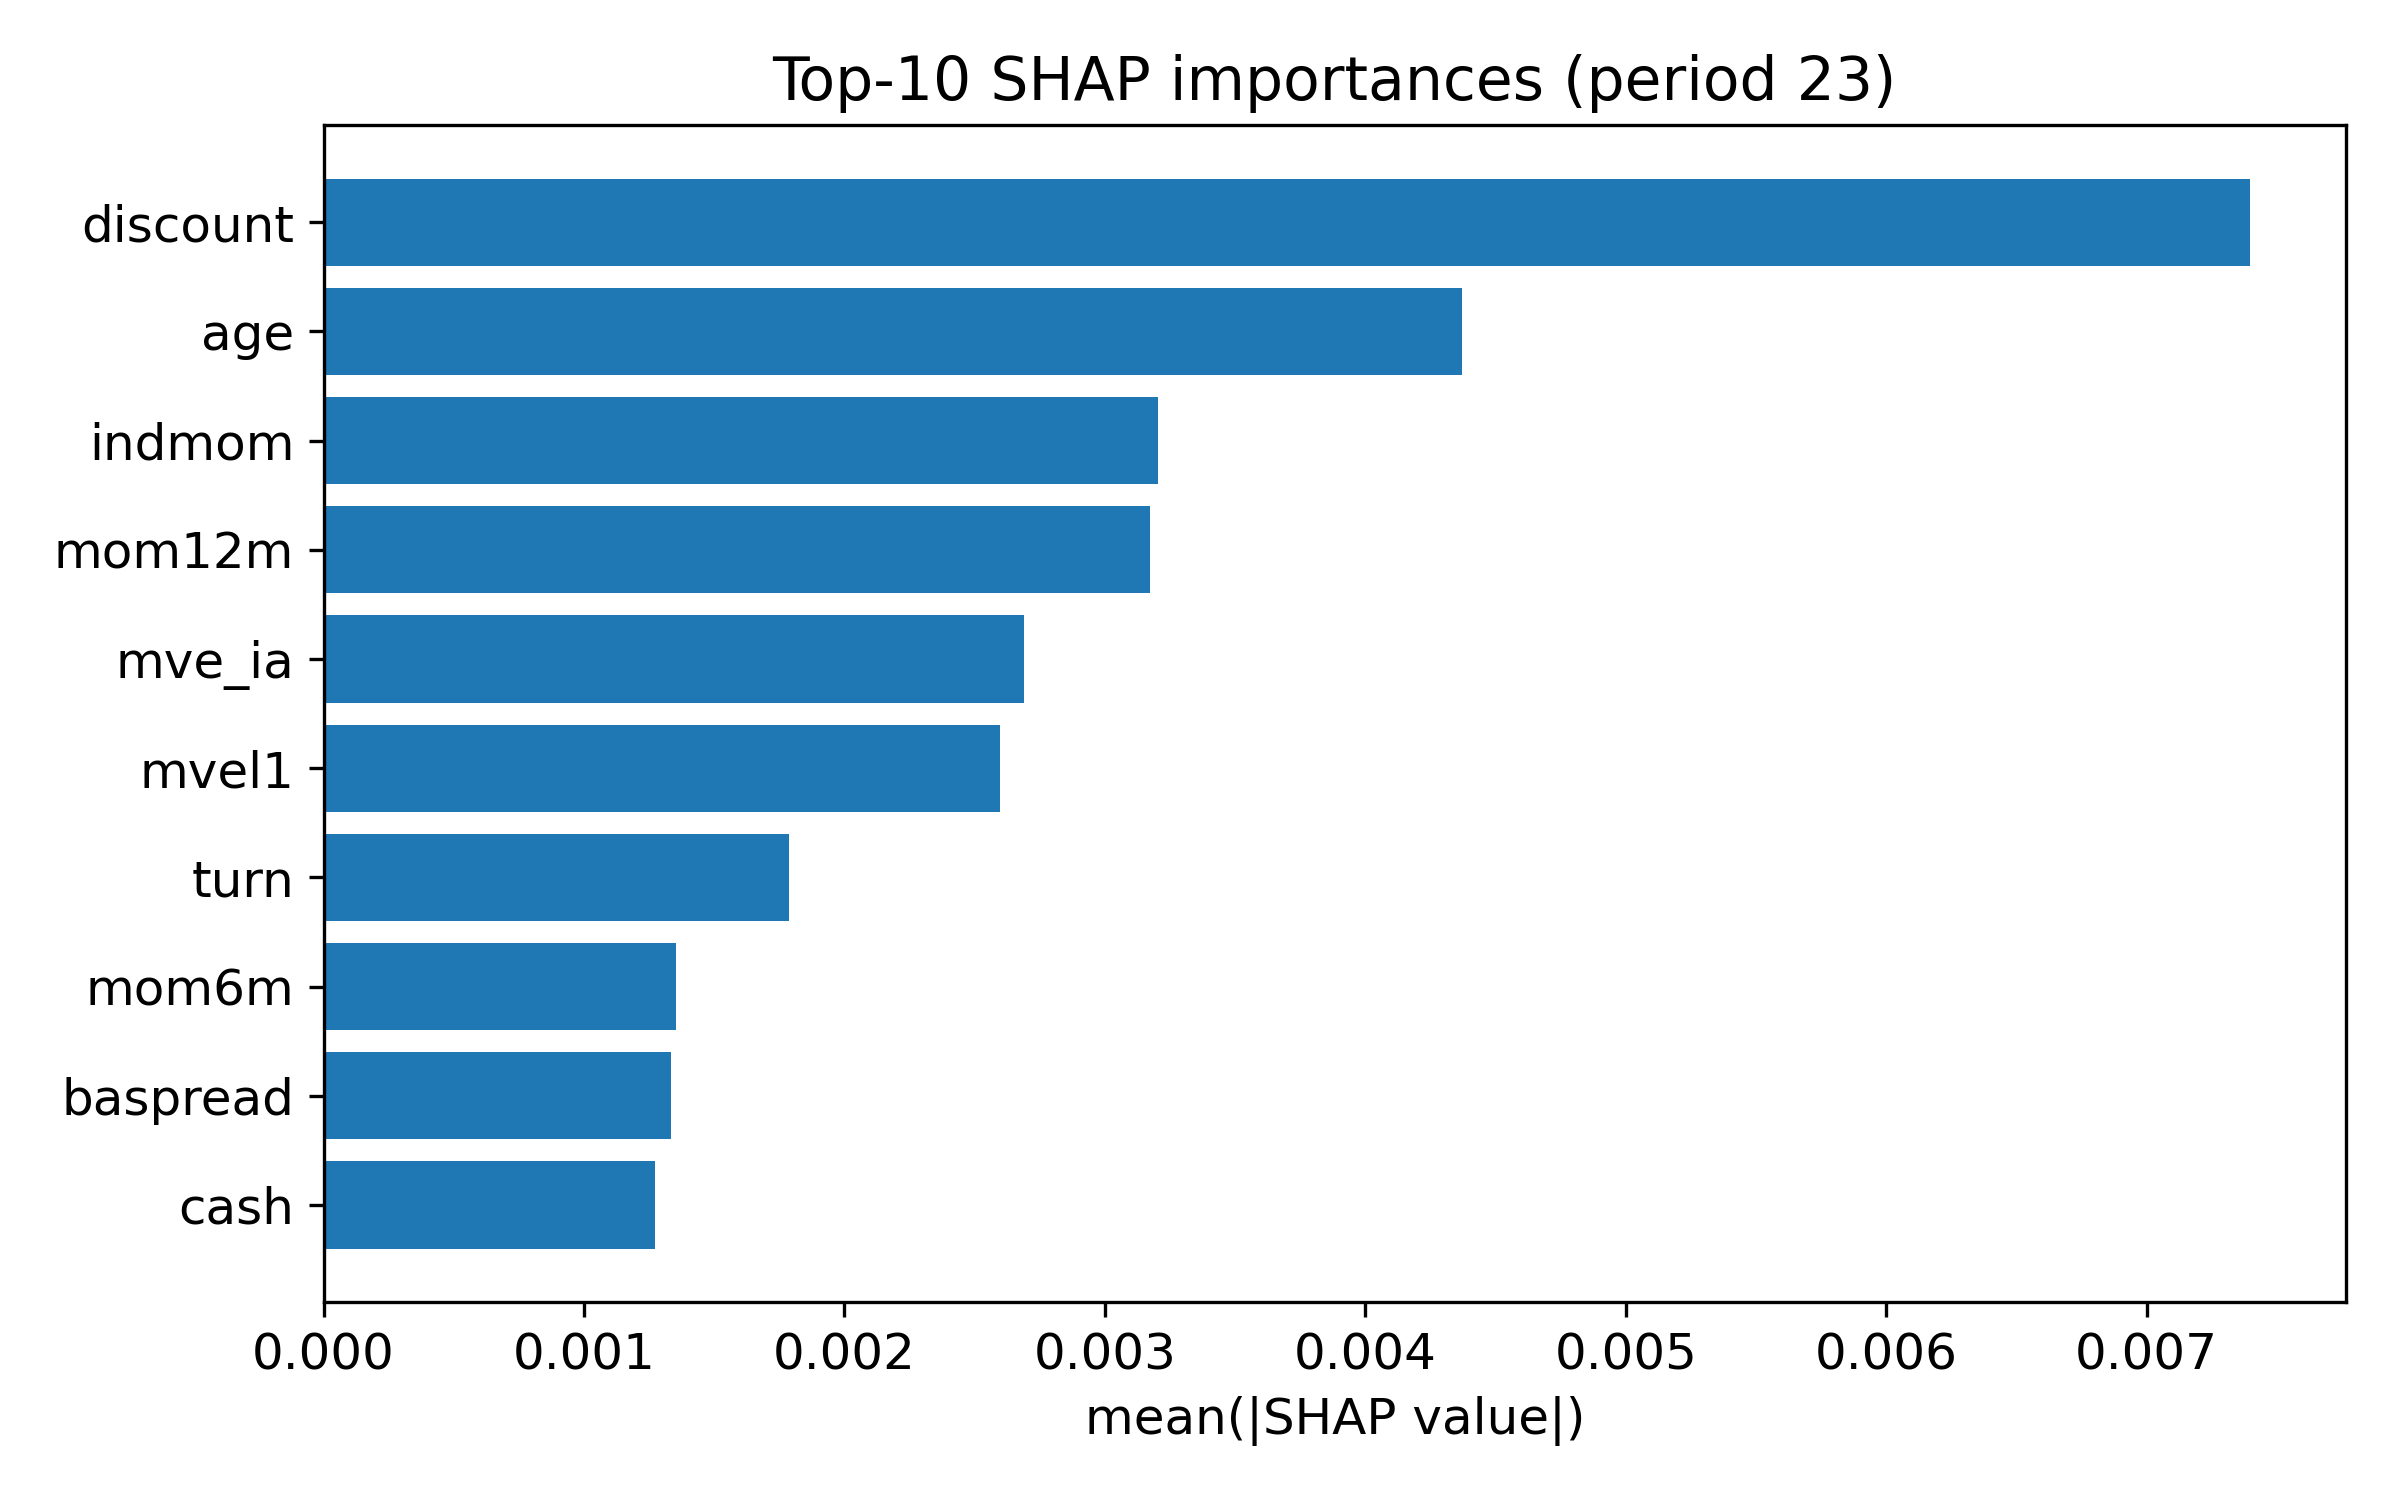 Top-10 SHAP importances (period 23)
discount
age
indmom
mom12m
mve_ia
mvel1
turn
mom6m
baspread
cash
0.000 0.001 0.002 0.003 0.004 0.005 0.006 0.007
mean(|SHAP value|)